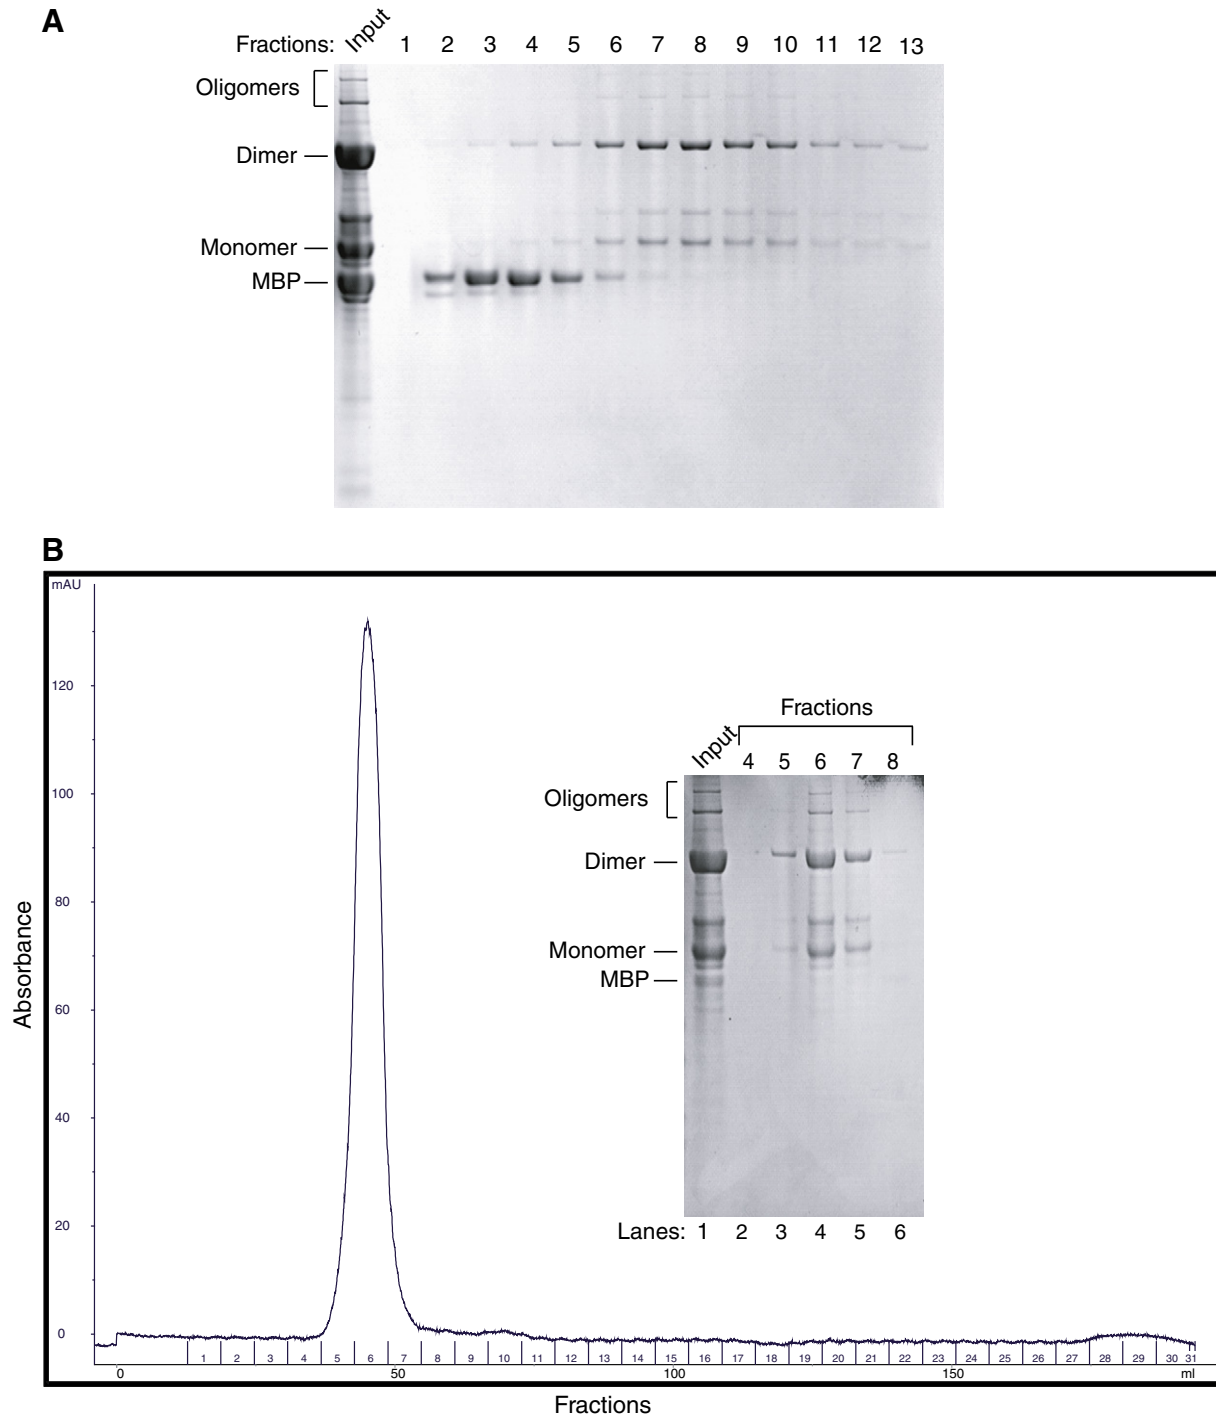 A
Fractions: Input 1 2 3 4 5 6 7 8 9 10 11 12 13
Oligomers
Dimer
Monomer
MBP
B
mAU
120
100
80
60
40
20
0
Absorbance
Fractions
Input 4 5 6 7 8
Oligomers
Dimer
Monomer
MBP
Lanes: 1 2 3 4 5 6
1 2 3 4 5 6 7 8 9 10 11 12 13 14 15 16 17 18 19 20 21 22 23 24 25 26 27 28 29 30 31
0 50 100 150 ml
Fractions